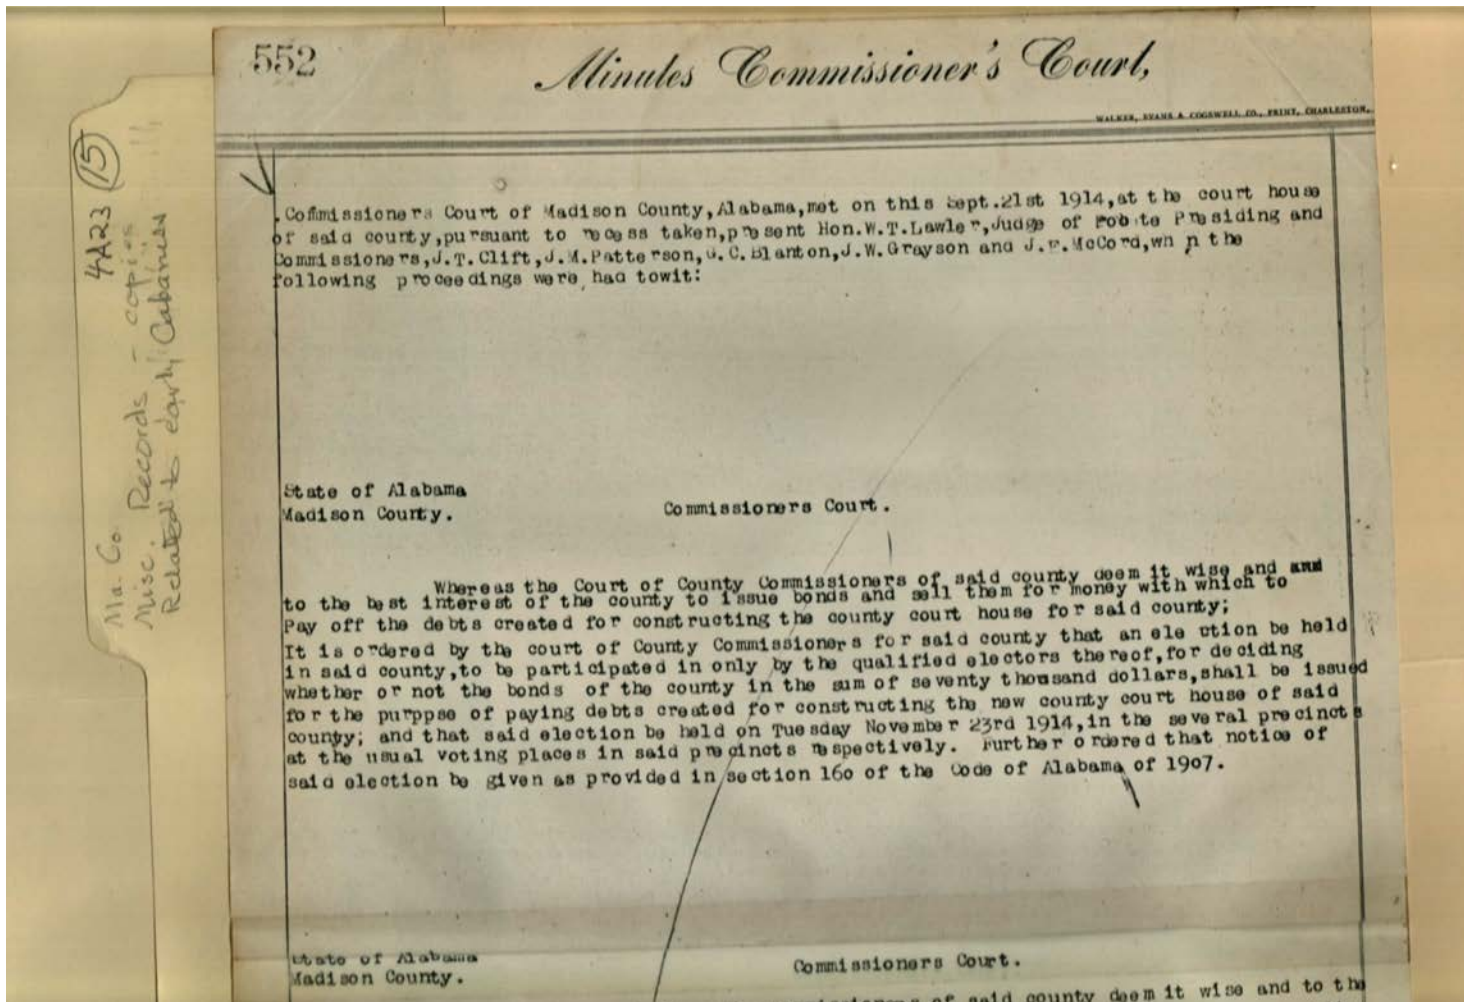 552
Minutes Commissioner's Court,
WALKER, EVANS & COGSWELL CO., PRINT, CHARLESTON,
4A23 (15)
Ma. Co.
Misc. Records - copies
Related to early Cabaniss
Commissioners Court of Madison County,Alabama,met on this Sept.21st 1914,at the court house
of said county,pursuant to recess taken,present Hon.W.T.Lawler,Judge of Pobate Presiding and
Commissioners,J.T.Clift,J.M.Patterson, Blanton,J.W.Grayson and McCord, the
following proceedings were had towit:
State of Alabama
Madison County. Commissioners Court.
Whereas the Court of County Commissioners of said county deem it wise and and
to the best interest of the county to issue bonds and sell them for money with which to
Pay off the debts created for constructing the county court house for said county;
It is ordered by the court of County Commissioners for said county that an election be held
in said county,to be participated in only by the qualified electors thereof,for deciding
whether or not the bonds of the county in the sum of seventy thousand dollars,shall be issued
for the purppse of paying debts created for constructing the new county court house of said
county; and that said election be held on Tuesday November 23rd 1914,in the several precincts
at the usual voting places in said precincts respectively. Further ordered that notice of
said election be given as provided in section 160 of the Code of Alabama of 1907.
State of Alabama
Madison County. Commissioners Court.
of said county deem it wise and to the